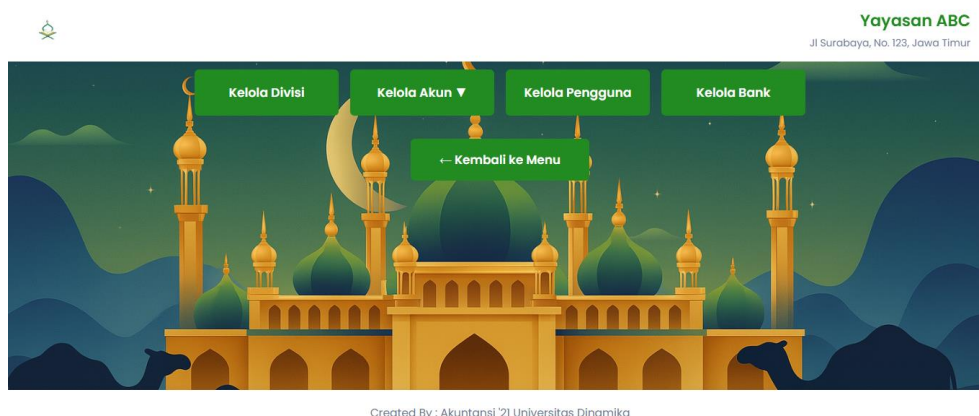 Yayasan ABC
Jl Surabaya, No. 123, Jawa Timur
Kelola Divisi
Kelola Akun ▼
Kelola Pengguna
Kelola Bank
← Kembali ke Menu
Created By : Akuntansi '21 Universitas Dinamika